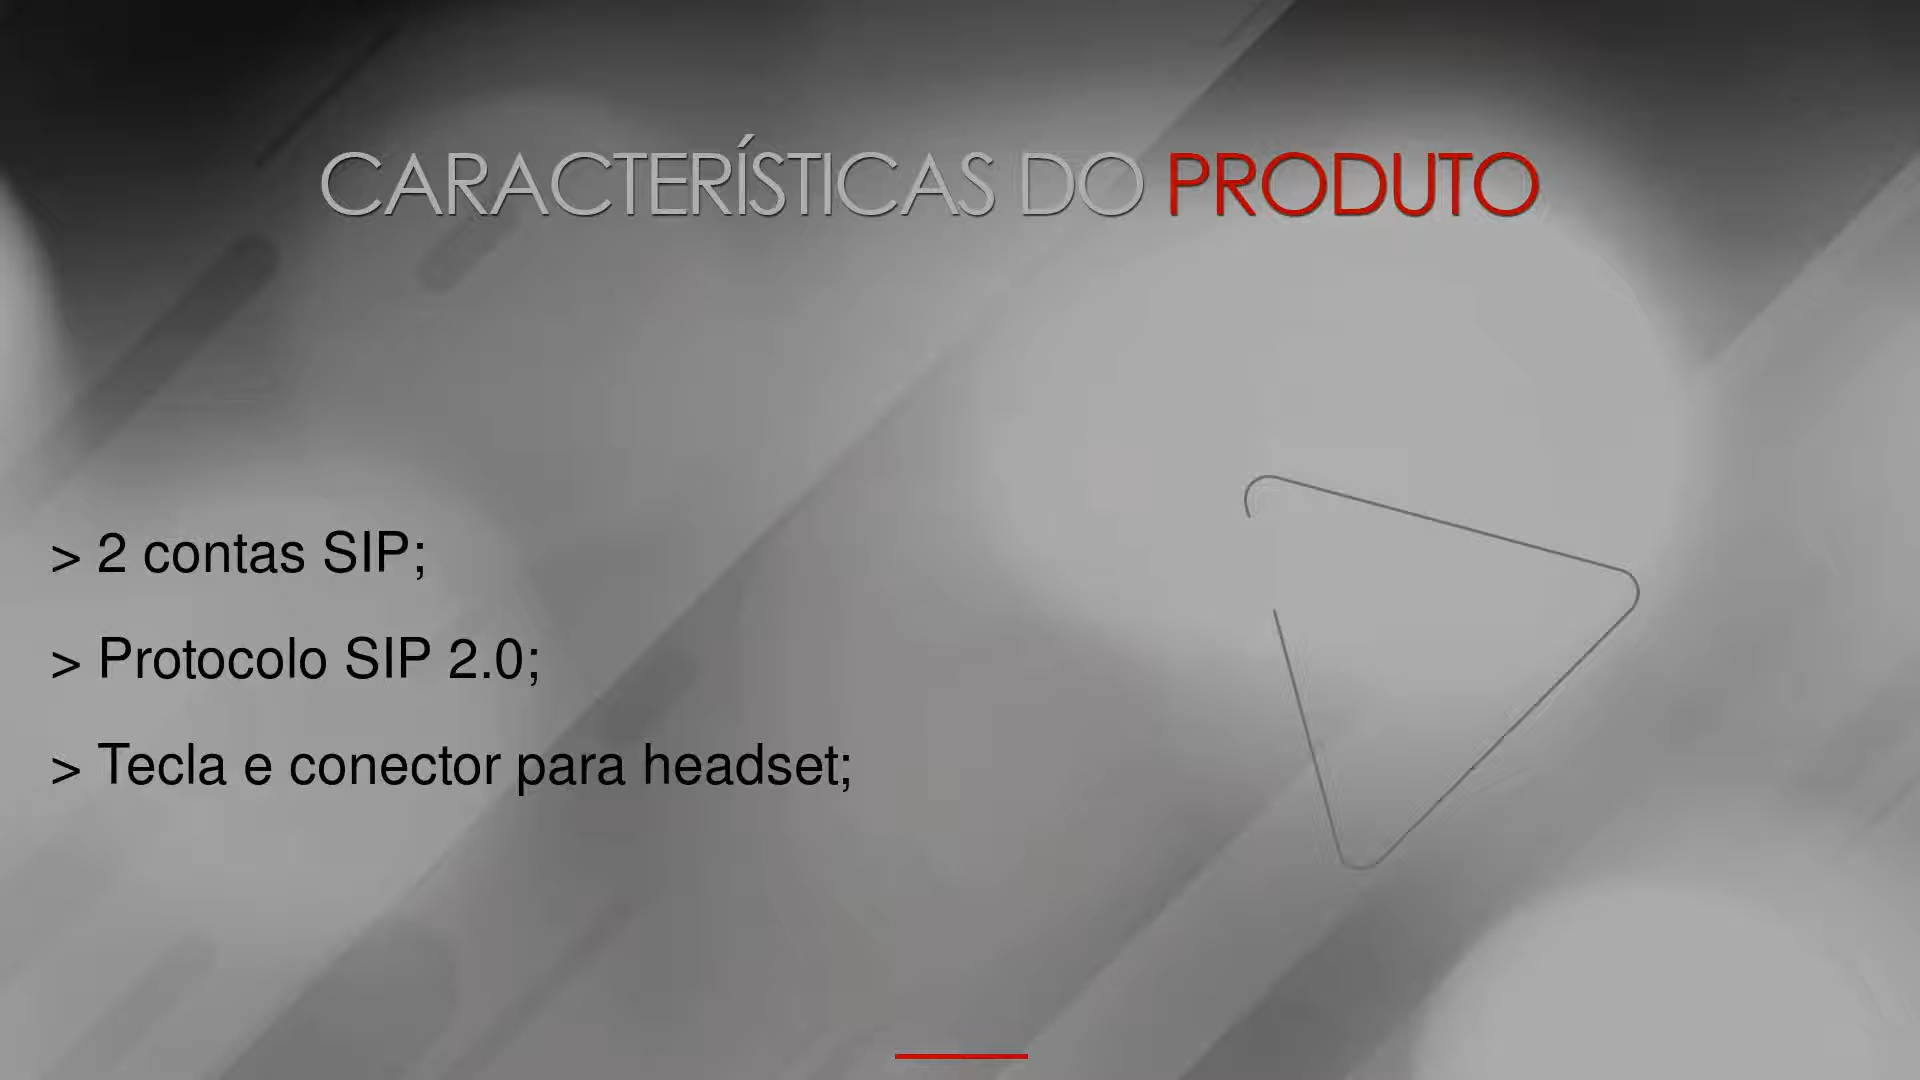 CARACTERÍSTICAS DO PRODUTO
> 2 contas SIP;
> Protocolo SIP 2.0;
> Tecla e conector para headset;